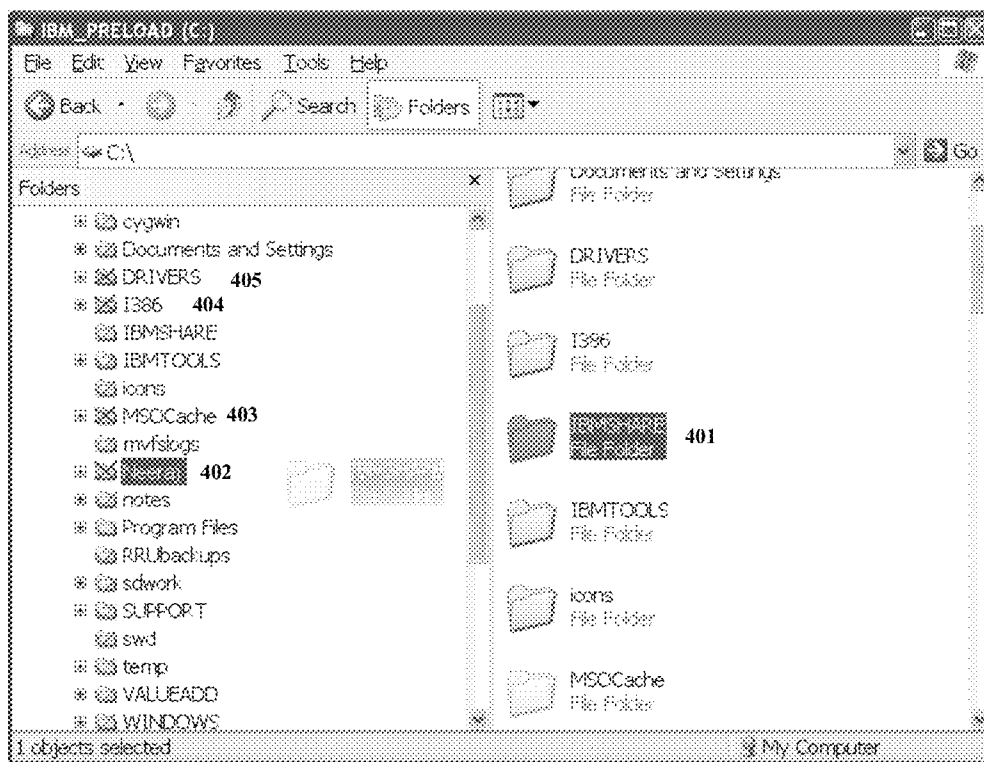 IBM_PRELOAD (C:)
File Edit View Favorites Tools Help
Back Search Folders
Address C:\ Go
Folders x
cygwin
Documents and Settings
DRIVERS 405
I386 404
IBMSHARE
IBMTOOLS
icons
MSOCache 403
mvfslogs
402
notes
Program Files
RRUbackups
sdwork
SUPPORT
swd
temp
VALUEADD
WINDOWS
Documents and Settings
File Folder
DRIVERS
File Folder
I386
File Folder
IBMSHARE
File Folder
401
IBMTOOLS
File Folder
icons
File Folder
MSOCache
File Folder
1 objects selected
My Computer